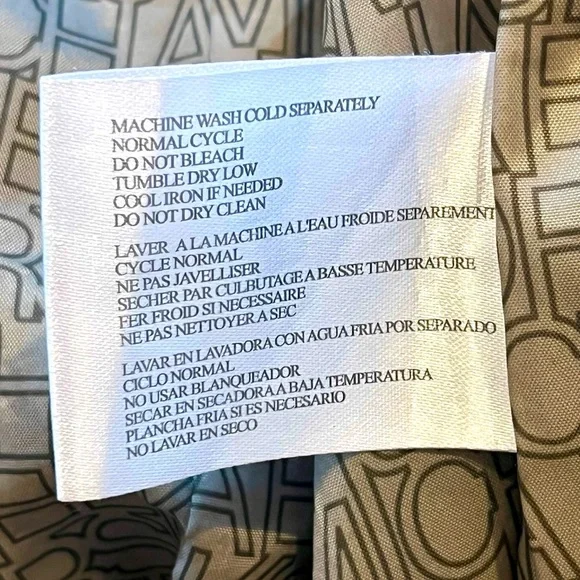 MACHINE WASH COLD SEPARATELY
NORMAL CYCLE
DO NOT BLEACH
TUMBLE DRY LOW
COOL IRON IF NEEDED
DO NOT DRY CLEAN
LAVER A LA MACHINE A L'EAU FROIDE SEPAREMENT
CYCLE NORMAL
NE PAS JAVELLISER
SECHER PAR CULBUTAGE A BASSE TEMPERATURE
FER FROID SI NECESSAIRE
NE PAS NETTOYER A SEC
LAVAR EN LAVADORA CON AGUA FRIA POR SEPARADO
CICLO NORMAL
NO USAR BLANQUEADOR
SECAR EN SECADORA A BAJA TEMPERATURA
PLANCHA FRIA SI ES NECESARIO
NO LAVAR EN SECO